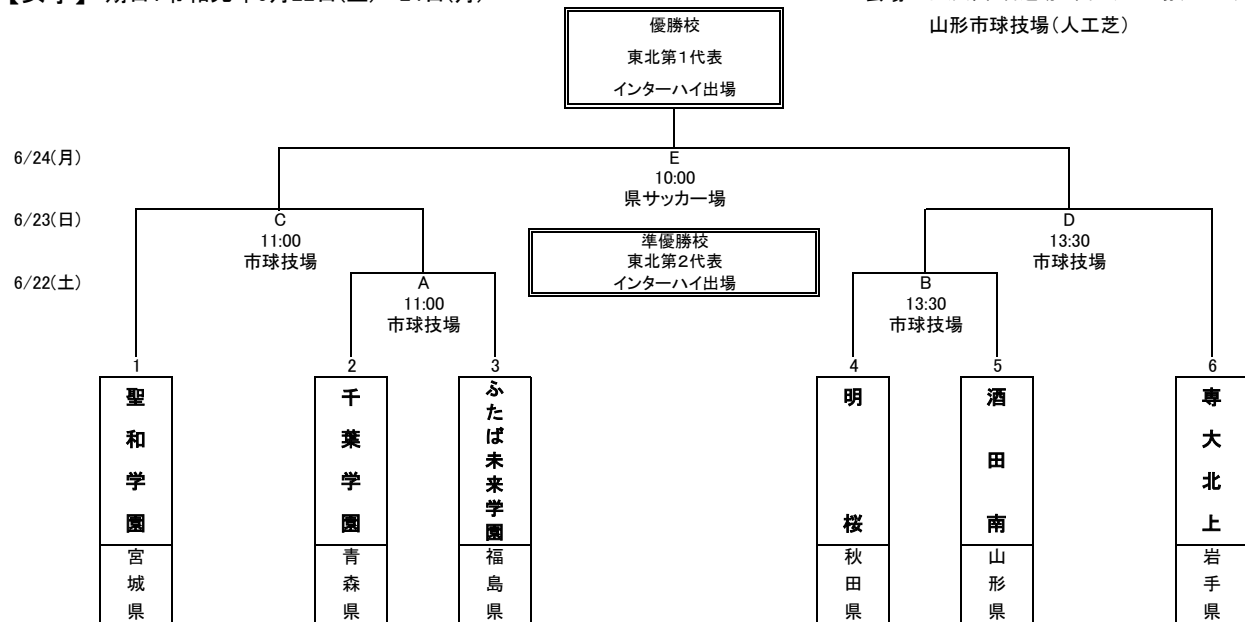 優勝校
東北第1代表
インターハイ出場
山形市球技場(人工芝)
6/24(月)
E
10:00
県サッカー場
6/23(日)
C
11:00
市球技場
D
13:30
市球技場
準優勝校
東北第2代表
インターハイ出場
6/22(土)
A
11:00
市球技場
B
13:30
市球技場
1
聖和学園
宮城県
2
千葉学園
青森県
3
ふたば未来学園
福島県
4
明桜
秋田県
5
酒田南
山形県
6
専大北上
岩手県